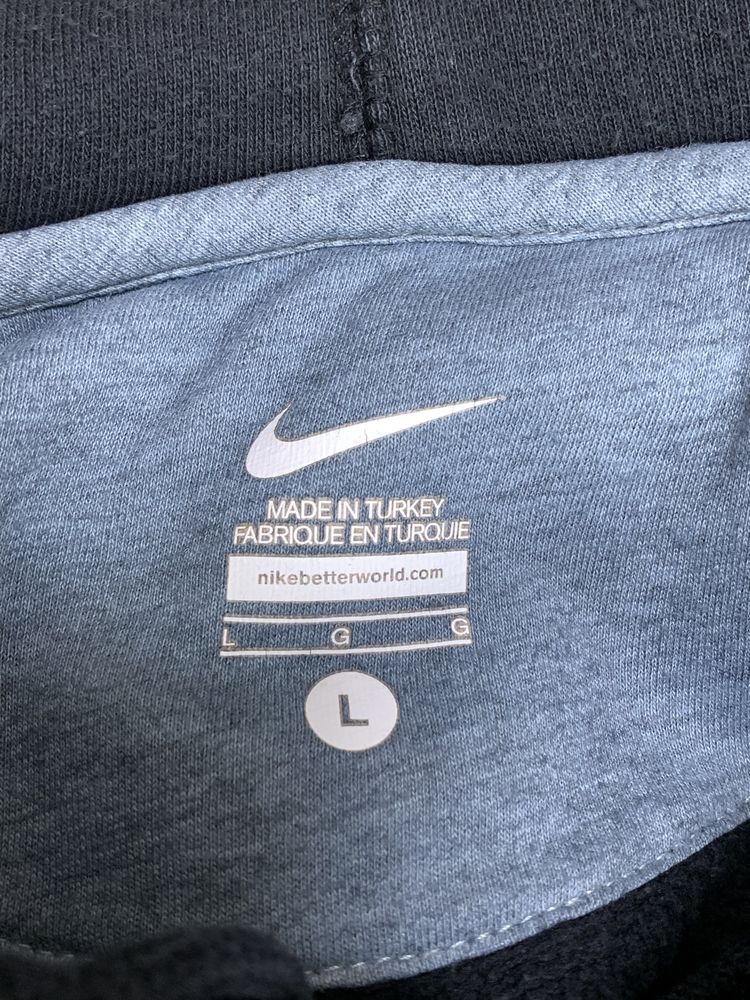 MADE IN TURKEY
FABRIQUE EN TURQUIE
nikebetterworld.com
L G G
L